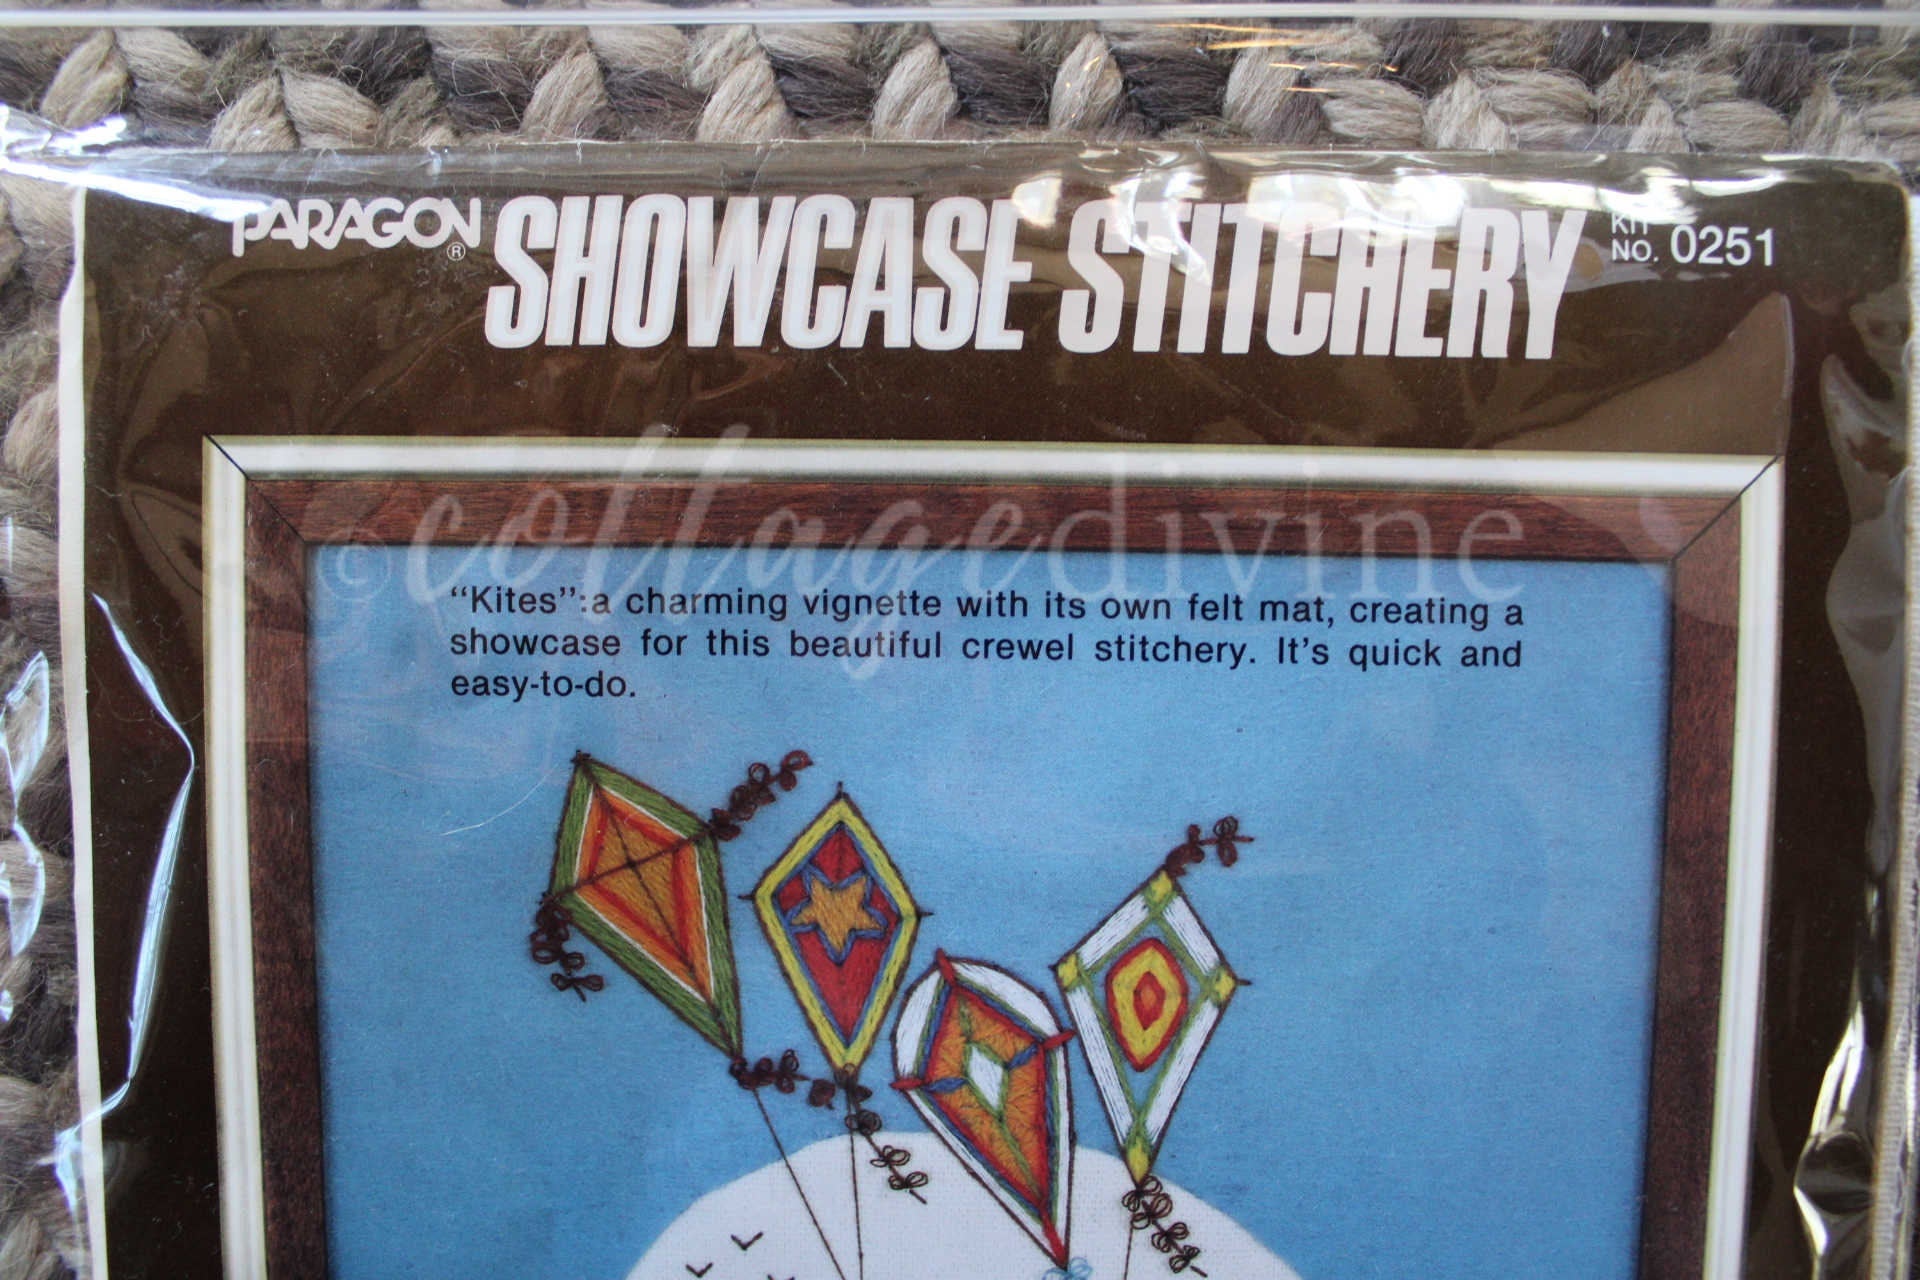 PARAGON® SHOWCASE STITCHERY KIT NO. 0251
©cottagedivine
“Kites”:a charming vignette with its own felt mat, creating a
showcase for this beautiful crewel stitchery. It's quick and
easy-to-do.